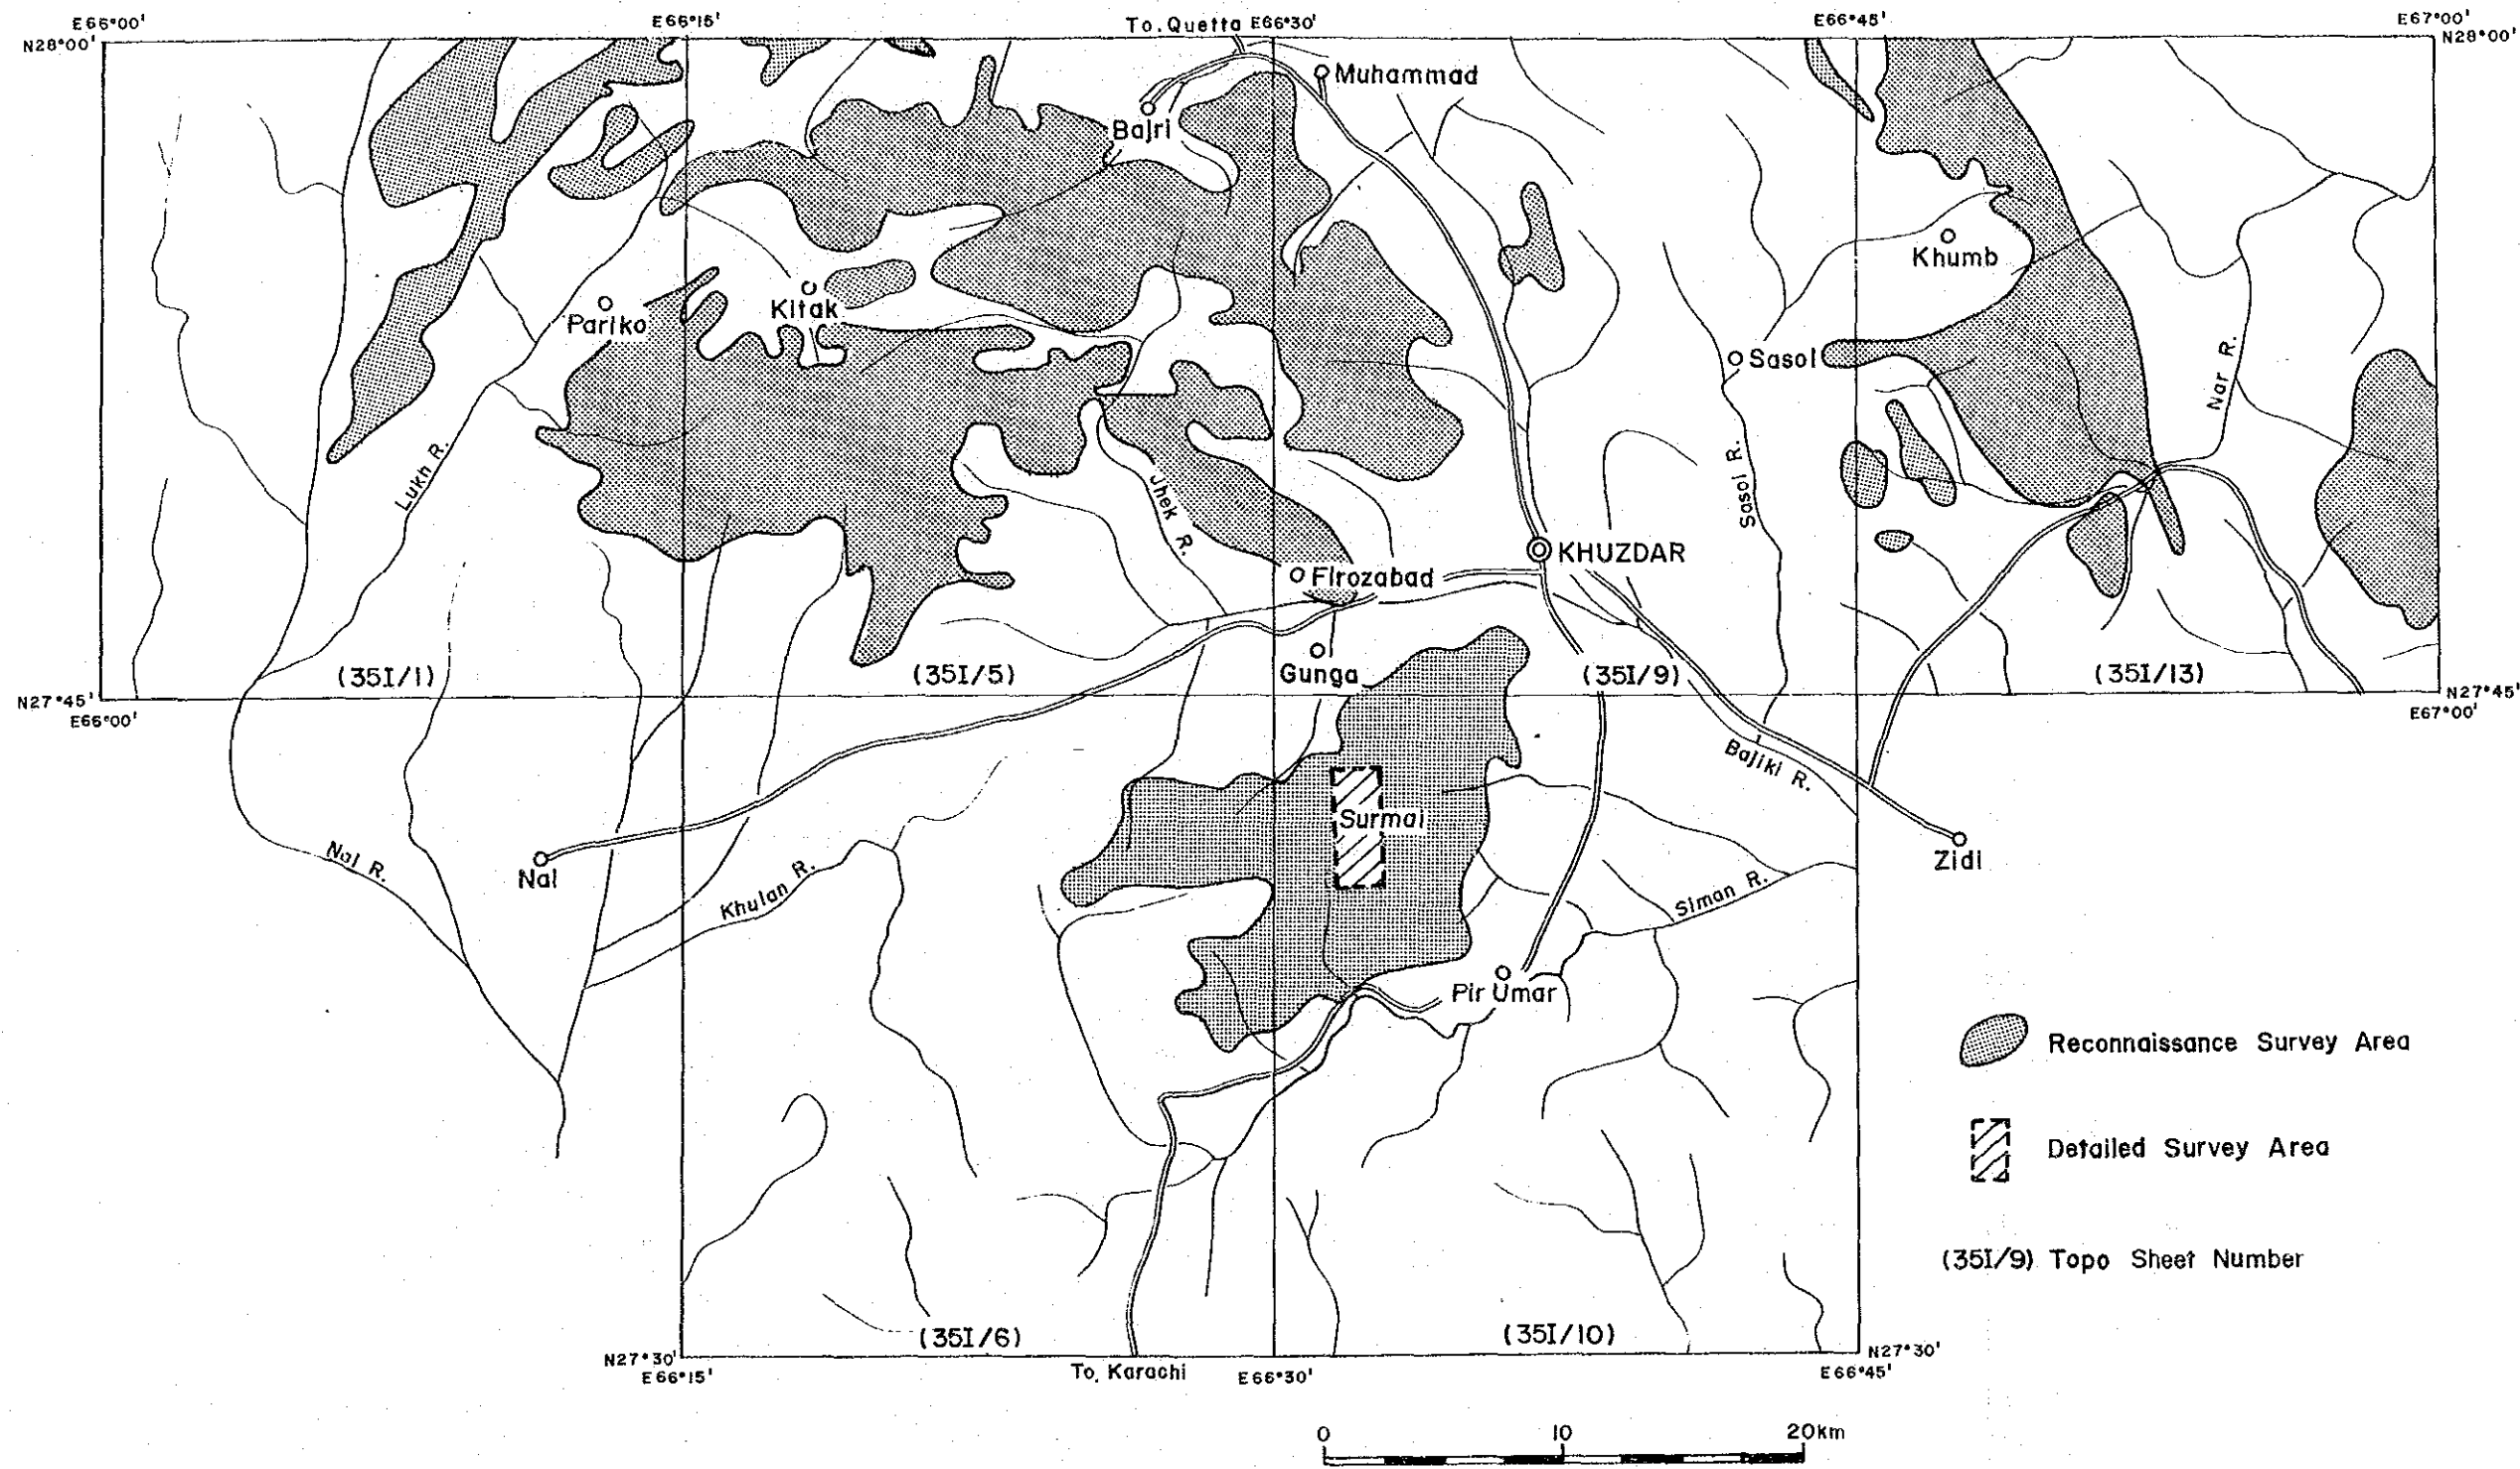 E66°00' E66°15' To. Quetta E66°30' E66°45' E67°00'
N28°00' N28°00'
Muhammad
Bajri
Khumb
Kitak
Pariko
Sasol
Nar R.
Lukh R.
Sasol R.
Jhek R.
KHUZDAR
Firozabad
Gunga
(35I/1) (35I/5) (35I/9) (35I/13)
N27°45' N27°45'
E66°00' E67°00'
Bajiki R.
Surmai
Zidi
Nal R.
Nal
Khulan R.
Siman R.
Pir Umar
Reconnaissance Survey Area
Detailed Survey Area
(35I/9) Topo Sheet Number
(35I/6) (35I/10)
N27°30' N27°30'
E66°15' To. Karachi E66°30' E66°45'
0 10 20km